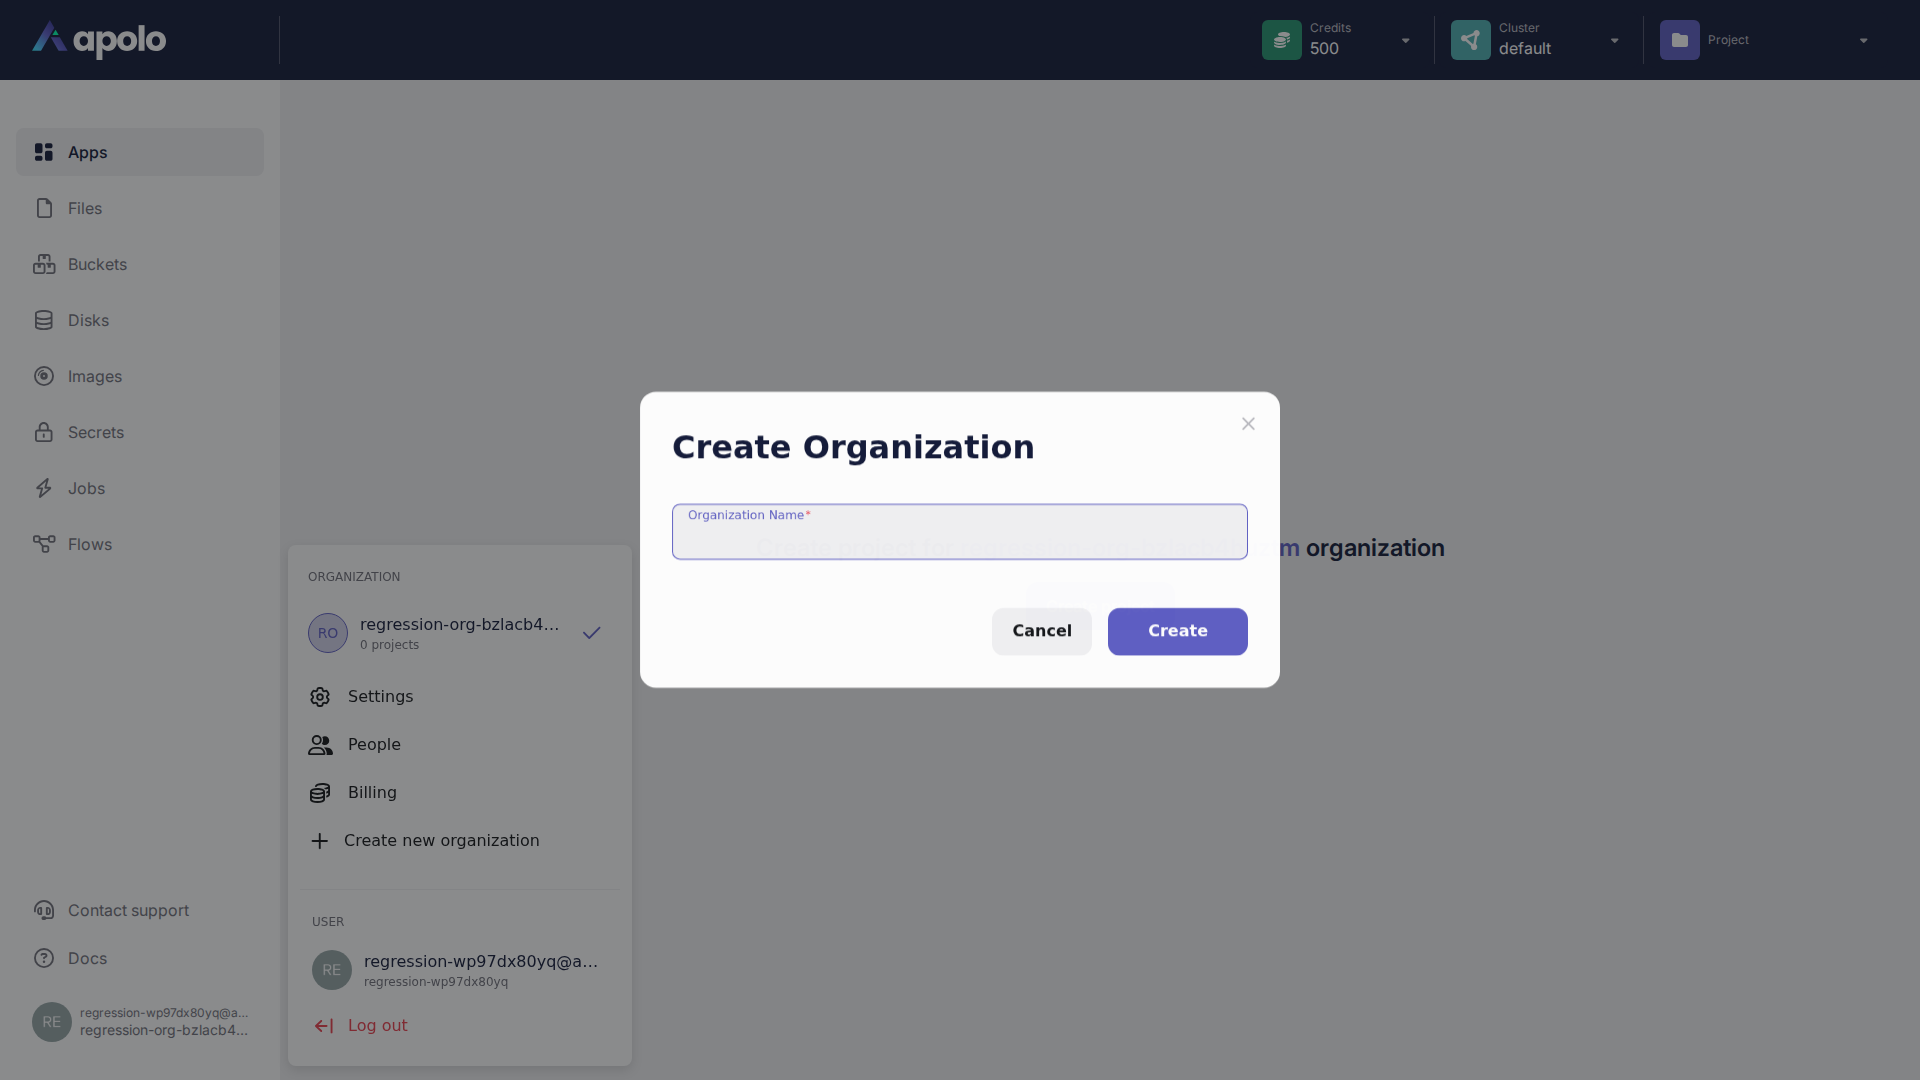 apolo
Credits
500
Cluster
default
Project
Apps
Files
Buckets
Disks
Images
Secrets
Jobs
Flows
Contact support
Docs
RE
regression-wp97dx80yq@a...
regression-org-bzlacb4...
ORGANIZATION
RO
regression-org-bzlacb4...
0 projects
Settings
People
Billing
Create new organization
USER
RE
regression-wp97dx80yq@a...
regression-wp97dx80yq
Log out
Create Organization
Organization Name*
Cancel
Create
organization